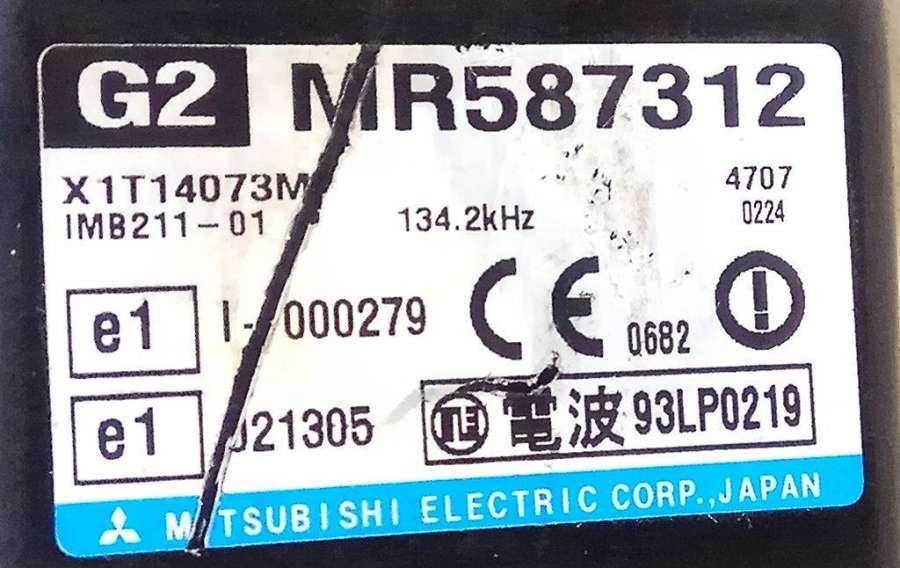 G2 MR587312
X1T14073M 4707
IMB211-01 134.2kHz 0224
e1 I-000279 CE 0682
e1 021305 電波 93LP0219
MITSUBISHI ELECTRIC CORP.,JAPAN